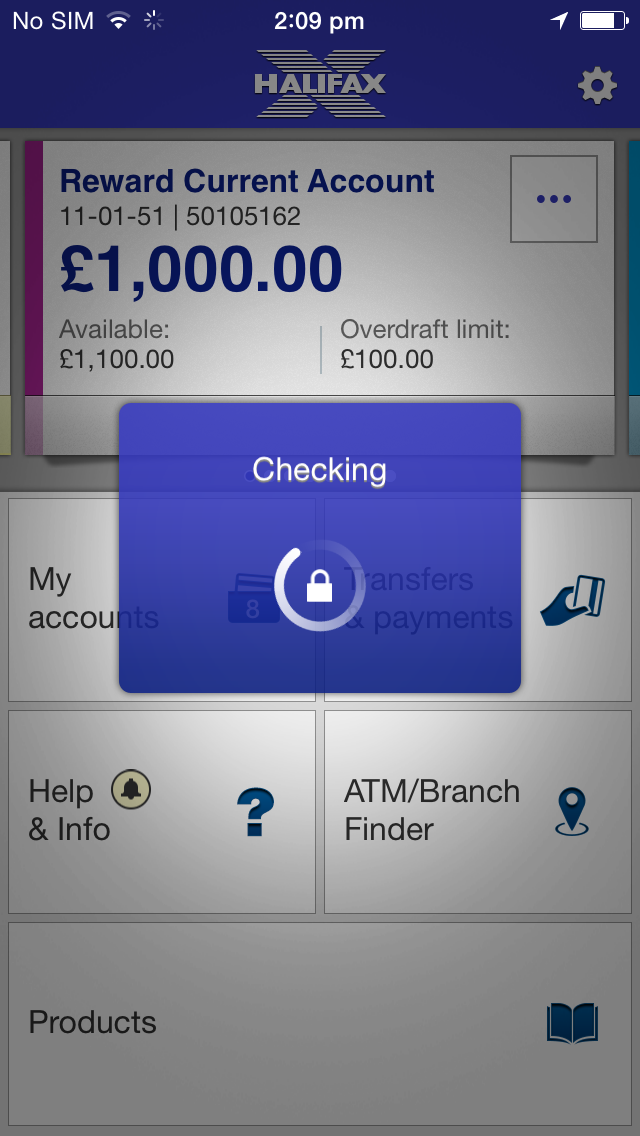 No SIM 2:09 pm
HALIFAX
Reward Current Account
11-01-51 | 50105162
£1,000.00
Available:
£1,100.00
Overdraft limit:
£100.00
Checking
My
accounts
8
Transfers
& payments
Help
& Info
?
ATM/Branch
Finder
Products